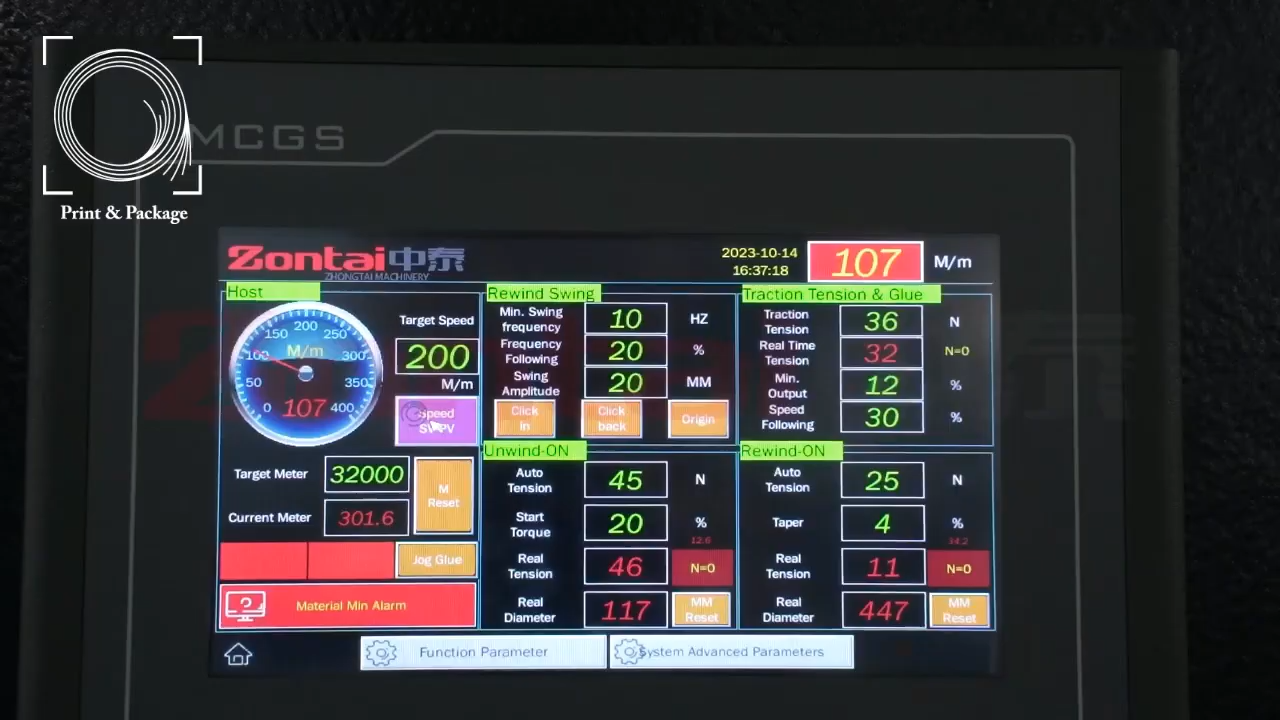 Print & Package
MCGS
Zontai中泰
ZHONGTAI MACHINERY
2023-10-14
16:37:18
107
M/m
Host
0
50
100
150
200
250
300
350
400
M/m
107
Target Speed
200
M/m
Speed
SV-PV
Target Meter
32000
M
Reset
Current Meter
301.6
Jog Glue
Material Min Alarm
Rewind Swing
Min. Swing
frequency
10
HZ
Frequency
Following
20
%
Swing
Amplitude
20
MM
Click
in
Click
back
Origin
Traction Tension & Glue
Traction
Tension
36
N
Real Time
Tension
32
N=0
Min.
Output
12
%
Speed
Following
30
%
Unwind-ON
Auto
Tension
45
N
Start
Torque
20
%
12.6
Real
Tension
46
N=0
Real
Diameter
117
MM
Reset
Rewind-ON
Auto
Tension
25
N
Taper
4
%
14.2
Real
Tension
11
N=0
Real
Diameter
447
MM
Reset
Function Parameter
System Advanced Parameters